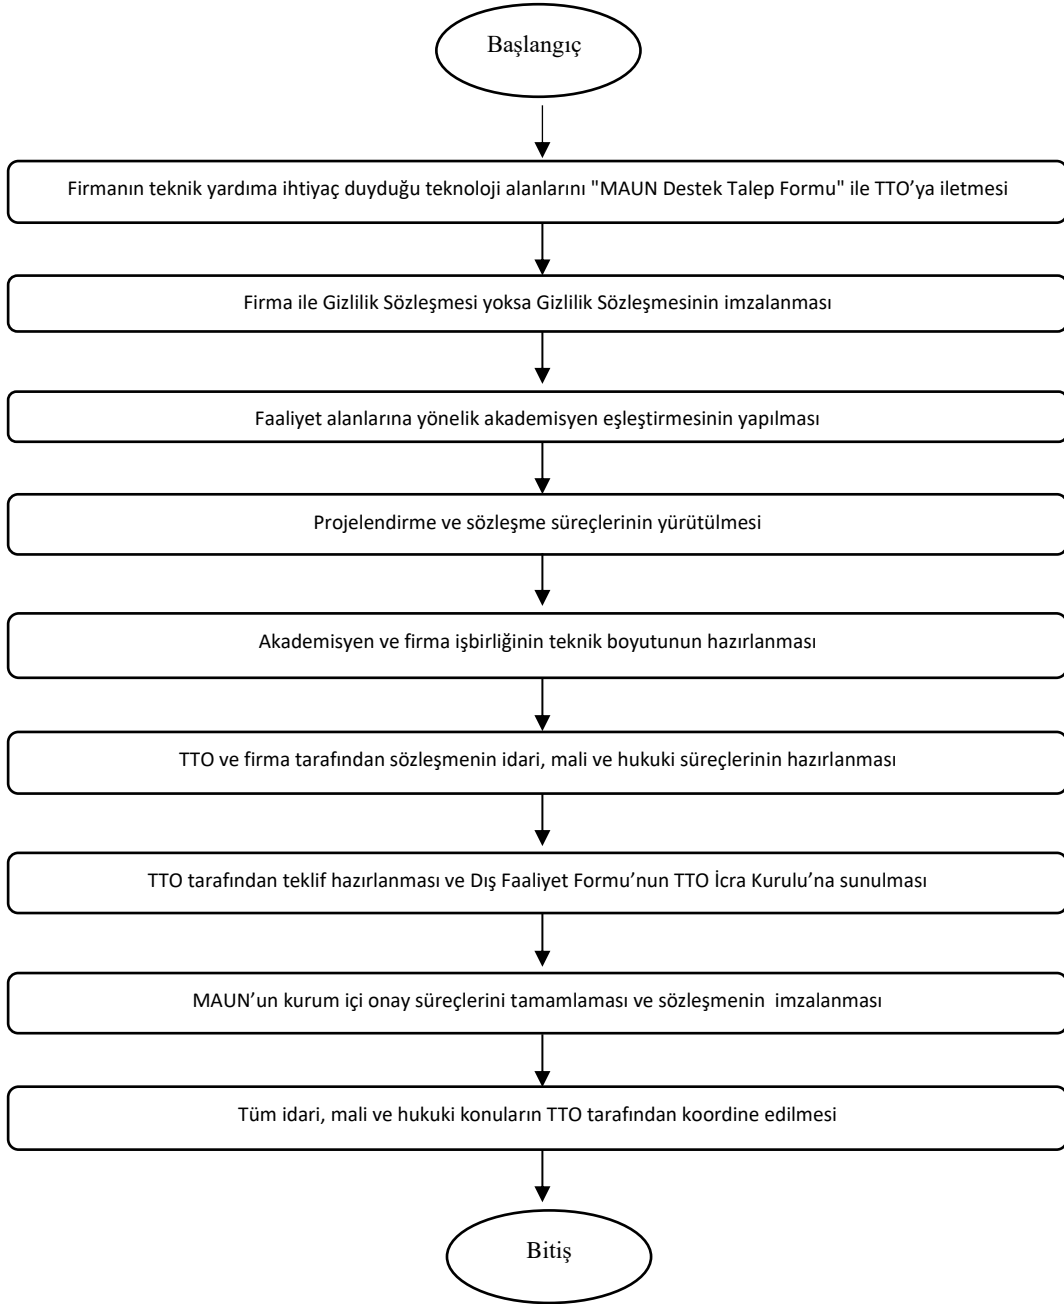 Başlangıç
Firmanın teknik yardıma ihtiyaç duyduğu teknoloji alanlarını "MAUN Destek Talep Formu" ile TTO’ya iletmesi
Firma ile Gizlilik Sözleşmesi yoksa Gizlilik Sözleşmesinin imzalanması
Faaliyet alanlarına yönelik akademisyen eşleştirmesinin yapılması
Projelendirme ve sözleşme süreçlerinin yürütülmesi
Akademisyen ve firma işbirliğinin teknik boyutunun hazırlanması
TTO ve firma tarafından sözleşmenin idari, mali ve hukuki süreçlerinin hazırlanması
TTO tarafından teklif hazırlanması ve Dış Faaliyet Formu’nun TTO İcra Kurulu’na sunulması
MAUN’un kurum içi onay süreçlerini tamamlaması ve sözleşmenin imzalanması
Tüm idari, mali ve hukuki konuların TTO tarafından koordine edilmesi
Bitiş